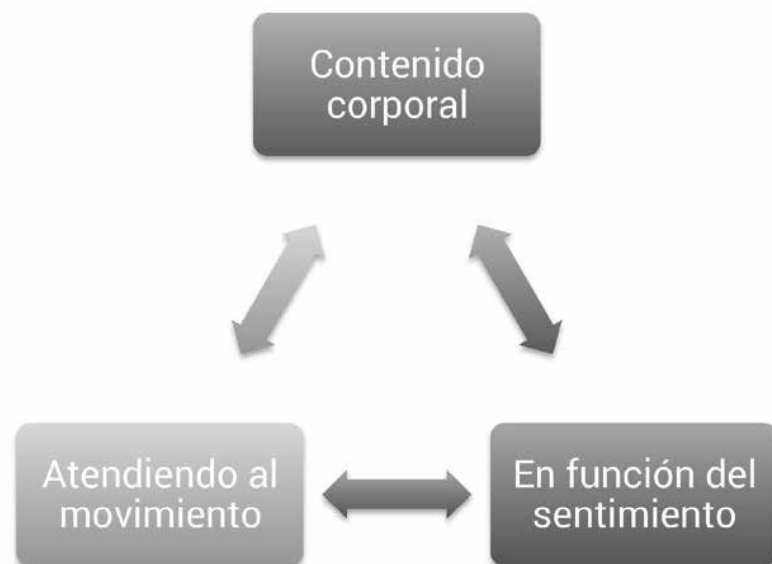 Contenido
corporal
Atendiendo al
movimiento
En función del
sentimiento